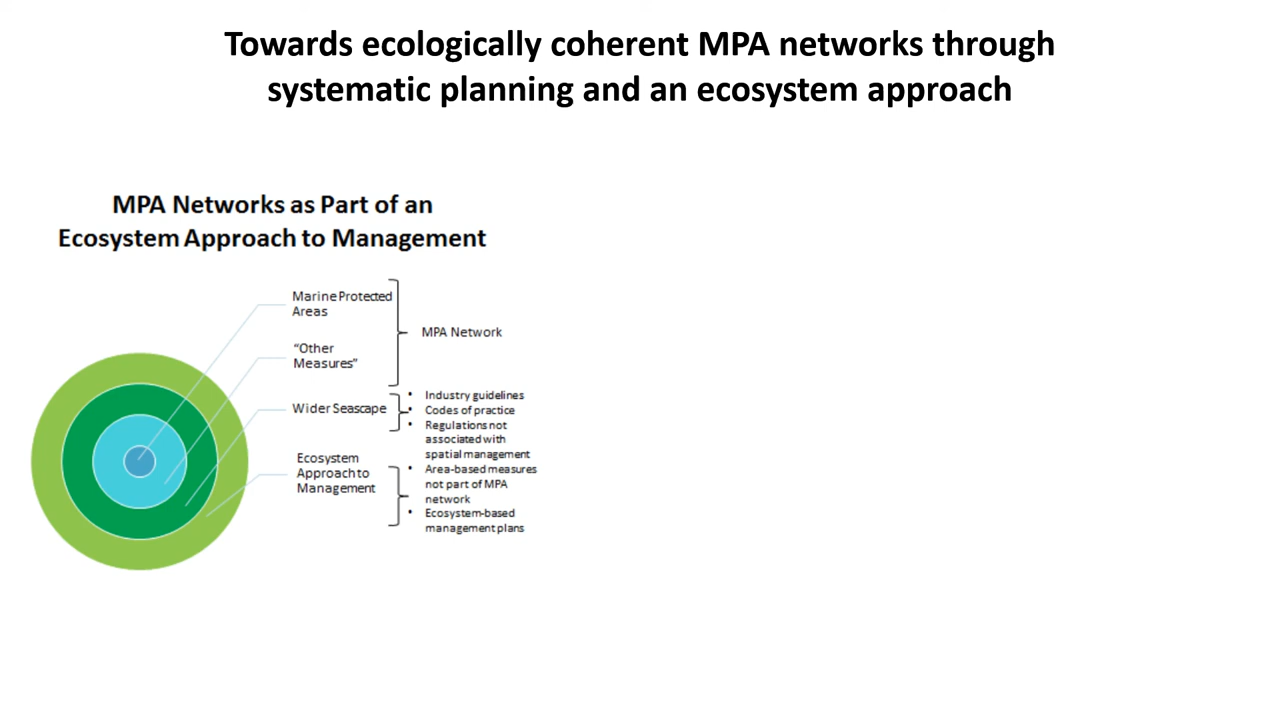 Towards ecologically coherent MPA networks through
systematic planning and an ecosystem approach
MPA Networks as Part of an
Ecosystem Approach to Management
Marine Protected
Areas
MPA Network
“Other
Measures”
Wider Seascape
• Industry guidelines
• Codes of practice
• Regulations not
associated with
spatial management
Ecosystem
Approach to
Management
• Area-based measures
not part of MPA
network
• Ecosystem-based
management plans